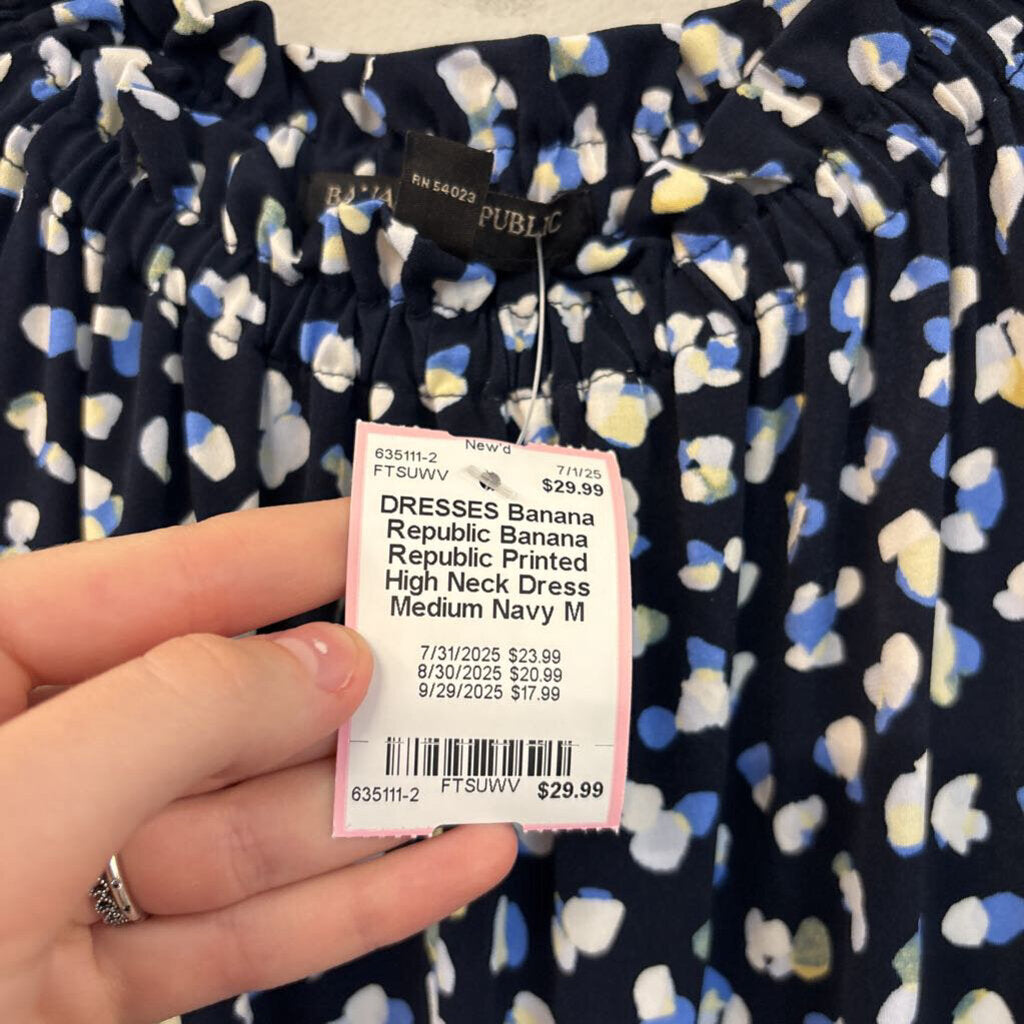 RN 54023
BANA PUBLIC
New'd
635111-2
FTSUWV
7/1/25
$29.99
DRESSES Banana
Republic Banana
Republic Printed
High Neck Dress
Medium Navy M
7/31/2025 $23.99
8/30/2025 $20.99
9/29/2025 $17.99
635111-2 FTSUWV $29.99